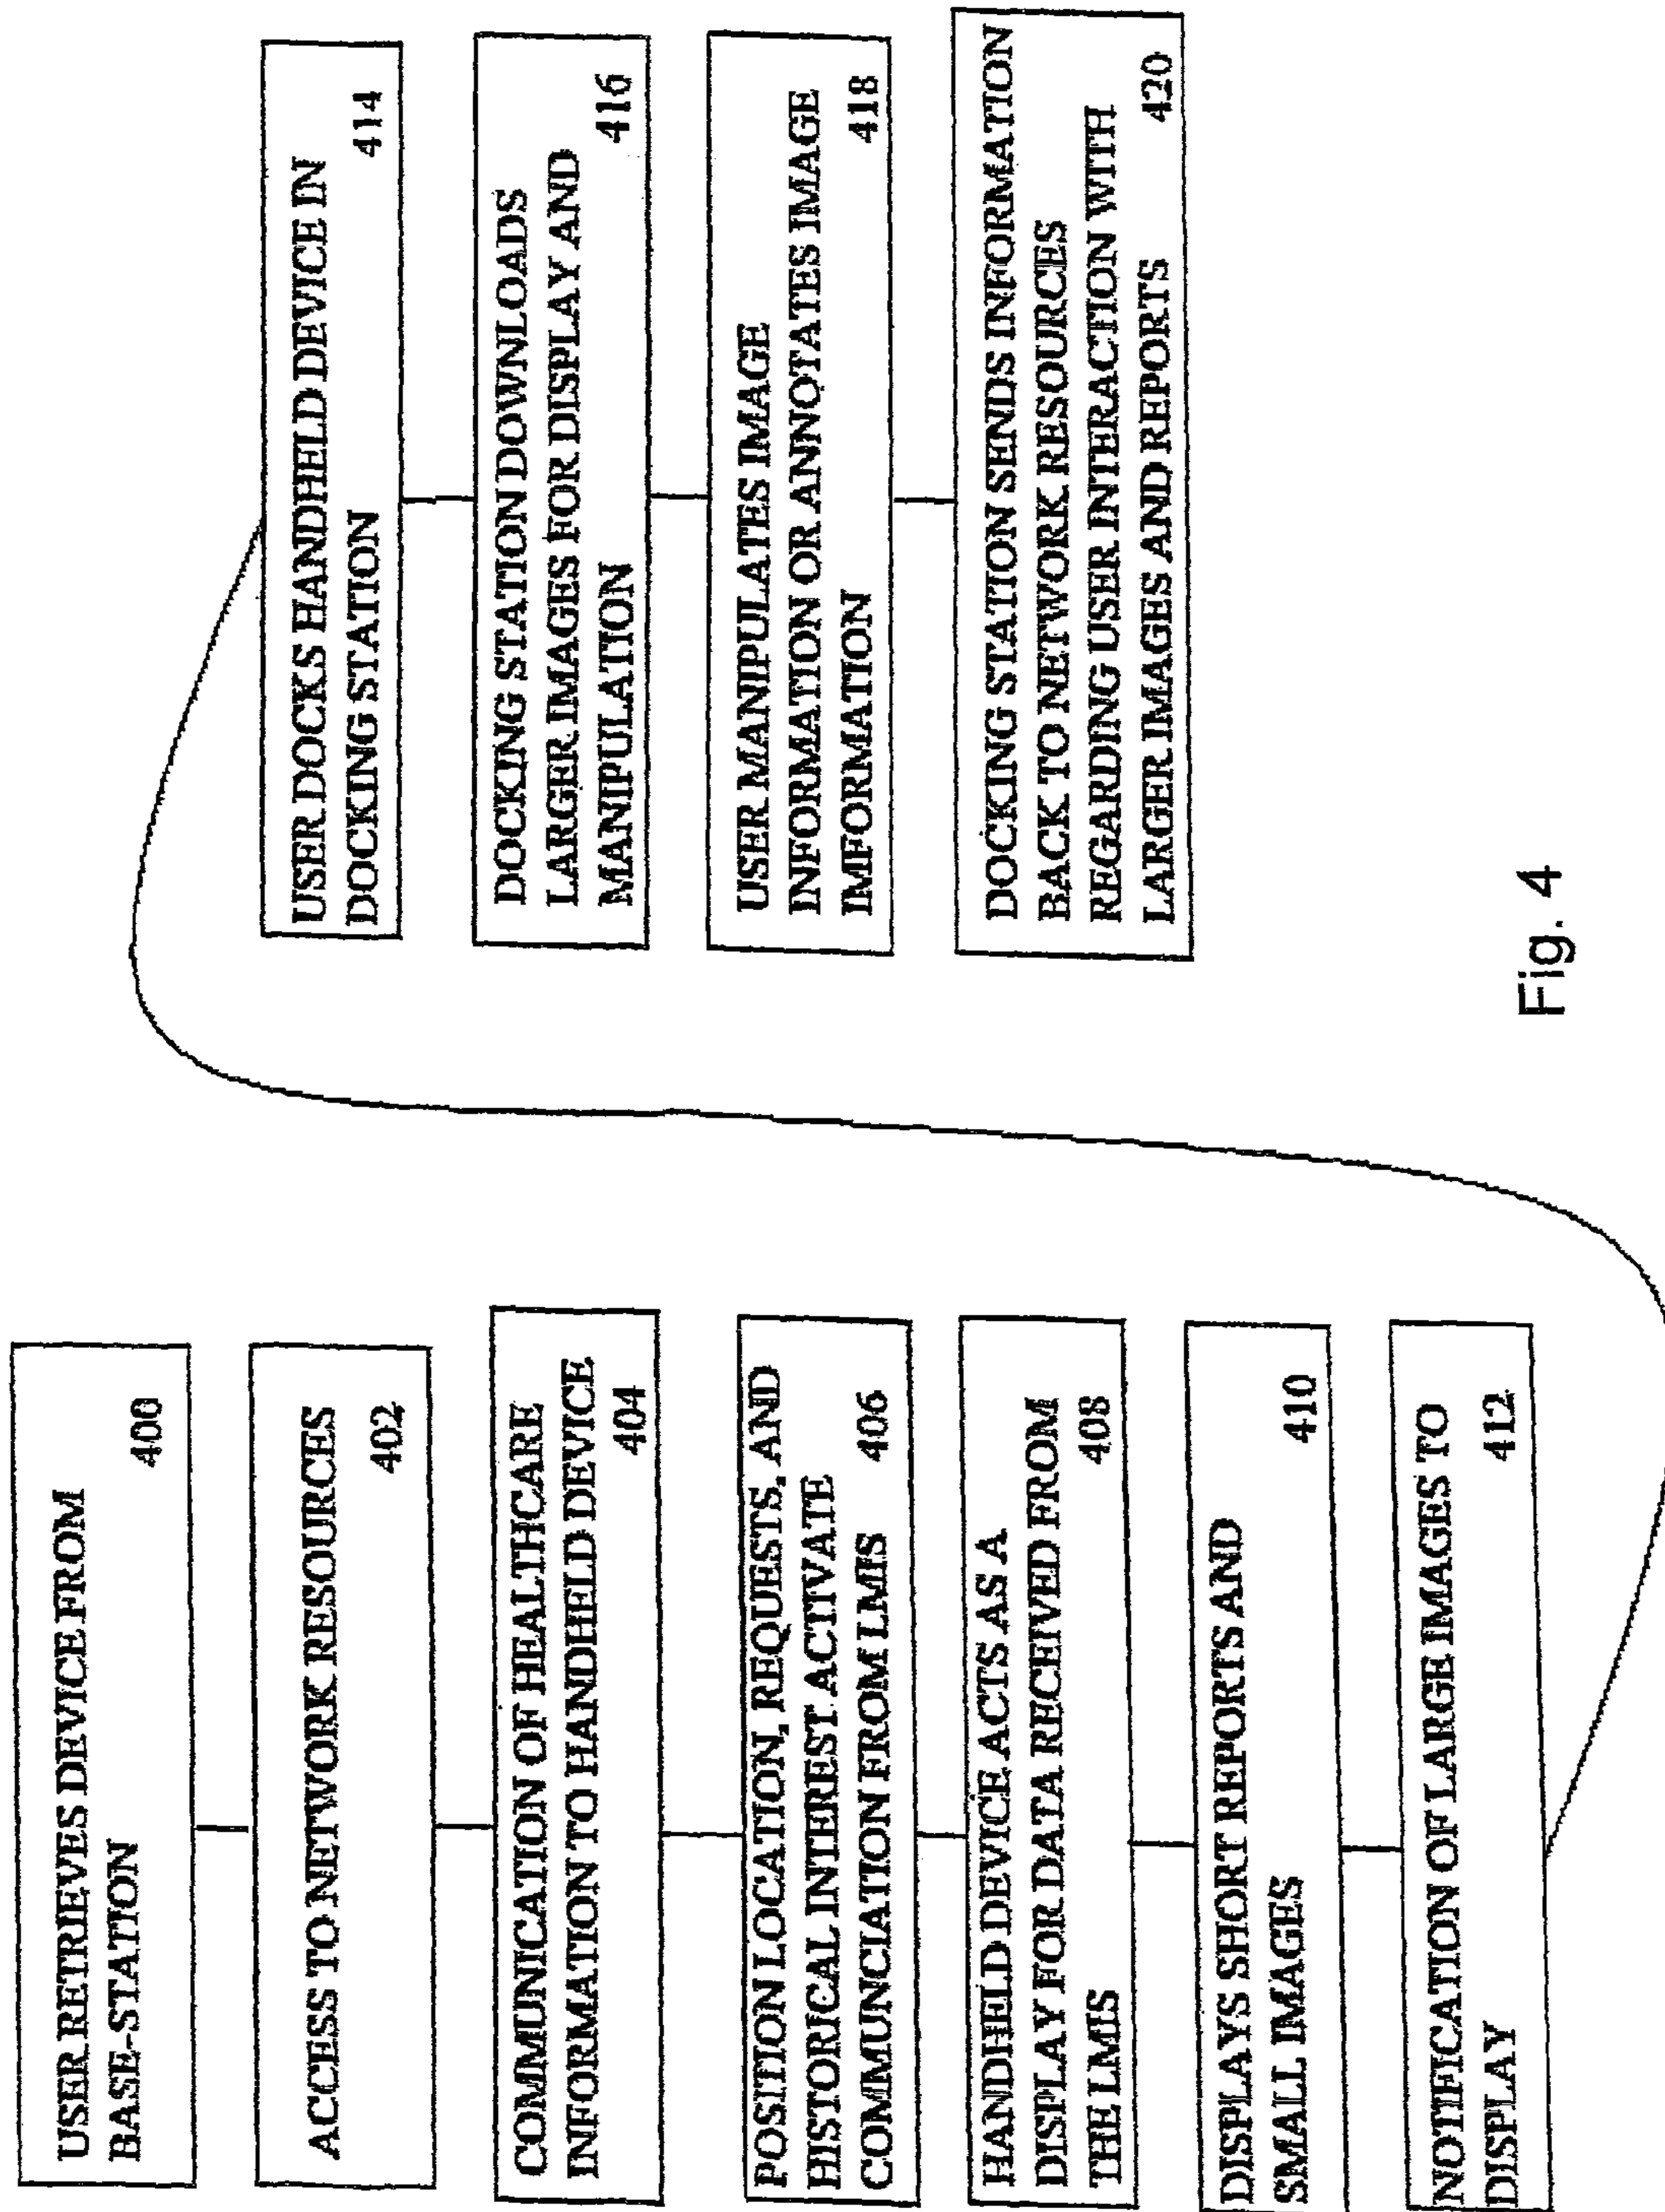 USER RETRIEVES DEVICE FROM
BASE-STATION 400
ACCESS TO NETWORK RESOURCES
402
COMMUNICATION OF HEALTHCARE
INFORMATION TO HANDHELD DEVICE
404
POSITION LOCATION, REQUESTS, AND
HISTORICAL INTEREST ACTIVATE
COMMUNCIATION FROM LMIS 406
HANDHELD DEVICE ACTS AS A
DISPLAY FOR DATA RECEIVED FROM
THE LMIS 408
DISPLAYS SHORT REPORTS AND
SMALL IMAGES 410
NOTIFICATION OF LARGE IMAGES TO
DISPLAY 412
USER DOCKS HANDHELD DEVICE IN
DOCKING STATION 414
DOCKING STATION DOWNLOADS
LARGER IMAGES FOR DISPLAY AND
MANIPULATION 416
USER MANIPULATES IMAGE
INFORMATION OR ANNOTATES IMAGE
IMFORMATION 418
DOCKING STATION SENDS INFORMATION
BACK TO NETWORK RESOURCES
REGARDING USER INTERACTION WITH
LARGER IMAGES AND REPORTS 420
Fig. 4